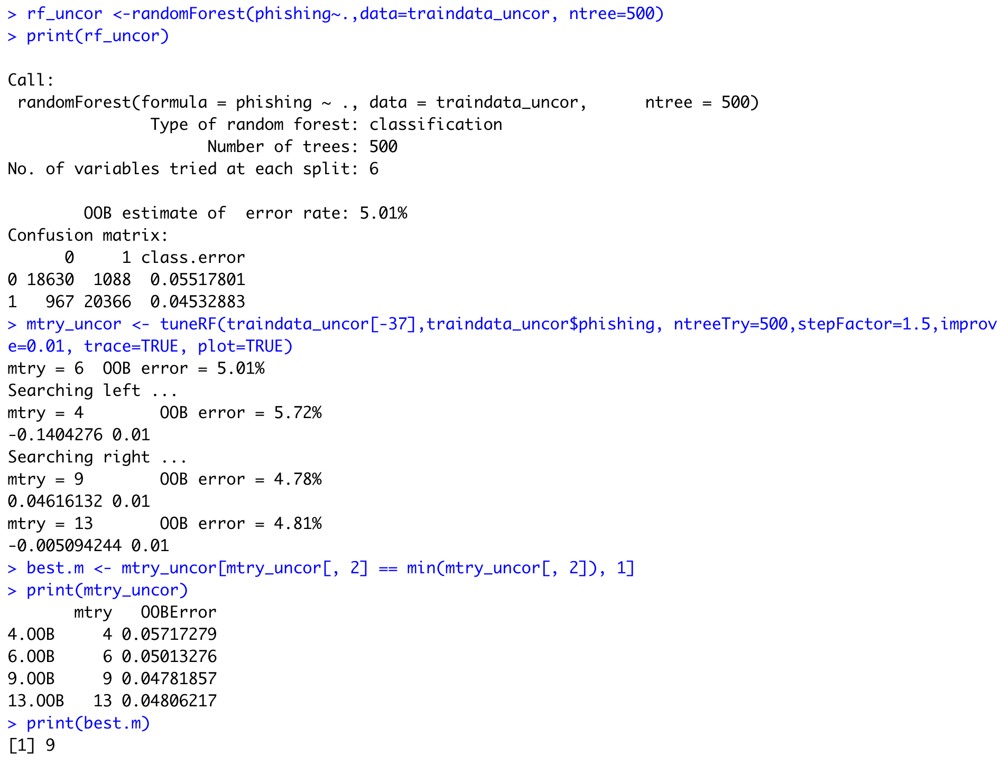 > rf_uncor <-randomForest(phishing~.,data=traindata_uncor, ntree=500)
> print(rf_uncor)
Call:
 randomForest(formula = phishing ~ ., data = traindata_uncor,      ntree = 500)
               Type of random forest: classification
                     Number of trees: 500
No. of variables tried at each split: 6
        OOB estimate of  error rate: 5.01%
Confusion matrix:
      0     1 class.error
0 18630  1088  0.05517801
1   967 20366  0.04532883
> mtry_uncor <- tuneRF(traindata_uncor[-37],traindata_uncor$phishing, ntreeTry=500,stepFactor=1.5,improv
e=0.01, trace=TRUE, plot=TRUE)
mtry = 6  OOB error = 5.01%
Searching left ...
mtry = 4        OOB error = 5.72%
-0.1404276 0.01
Searching right ...
mtry = 9        OOB error = 4.78%
0.04616132 0.01
mtry = 13       OOB error = 4.81%
-0.005094244 0.01
> best.m <- mtry_uncor[mtry_uncor[, 2] == min(mtry_uncor[, 2]), 1]
> print(mtry_uncor)
       mtry   OOBError
4.OOB     4 0.05717279
6.OOB     6 0.05013276
9.OOB     9 0.04781857
13.OOB   13 0.04806217
> print(best.m)
[1] 9